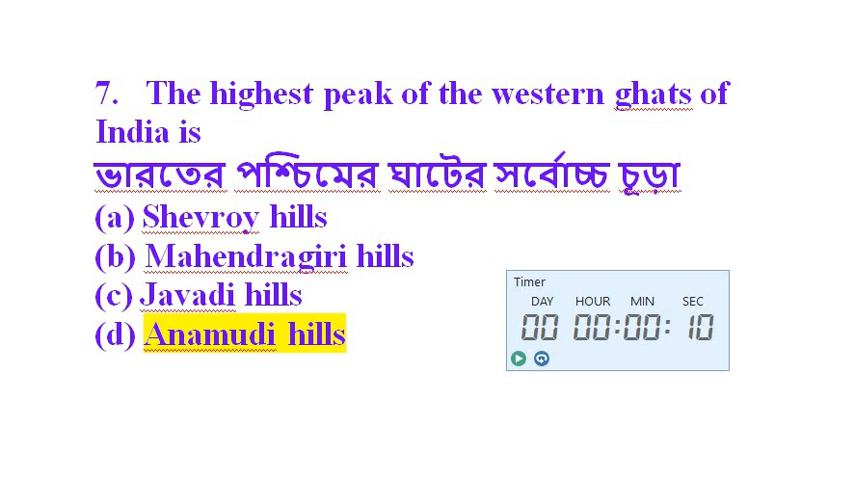 7. The highest peak of the western ghats of
India is
ভারতের পশ্চিমের ঘাটের সর্বোচ্চ চূড়া
(a) Shevroy hills
(b) Mahendragiri hills
(c) Javadi hills
(d) Anamudi hills
Timer
DAY HOUR MIN SEC
00 00:00: 10